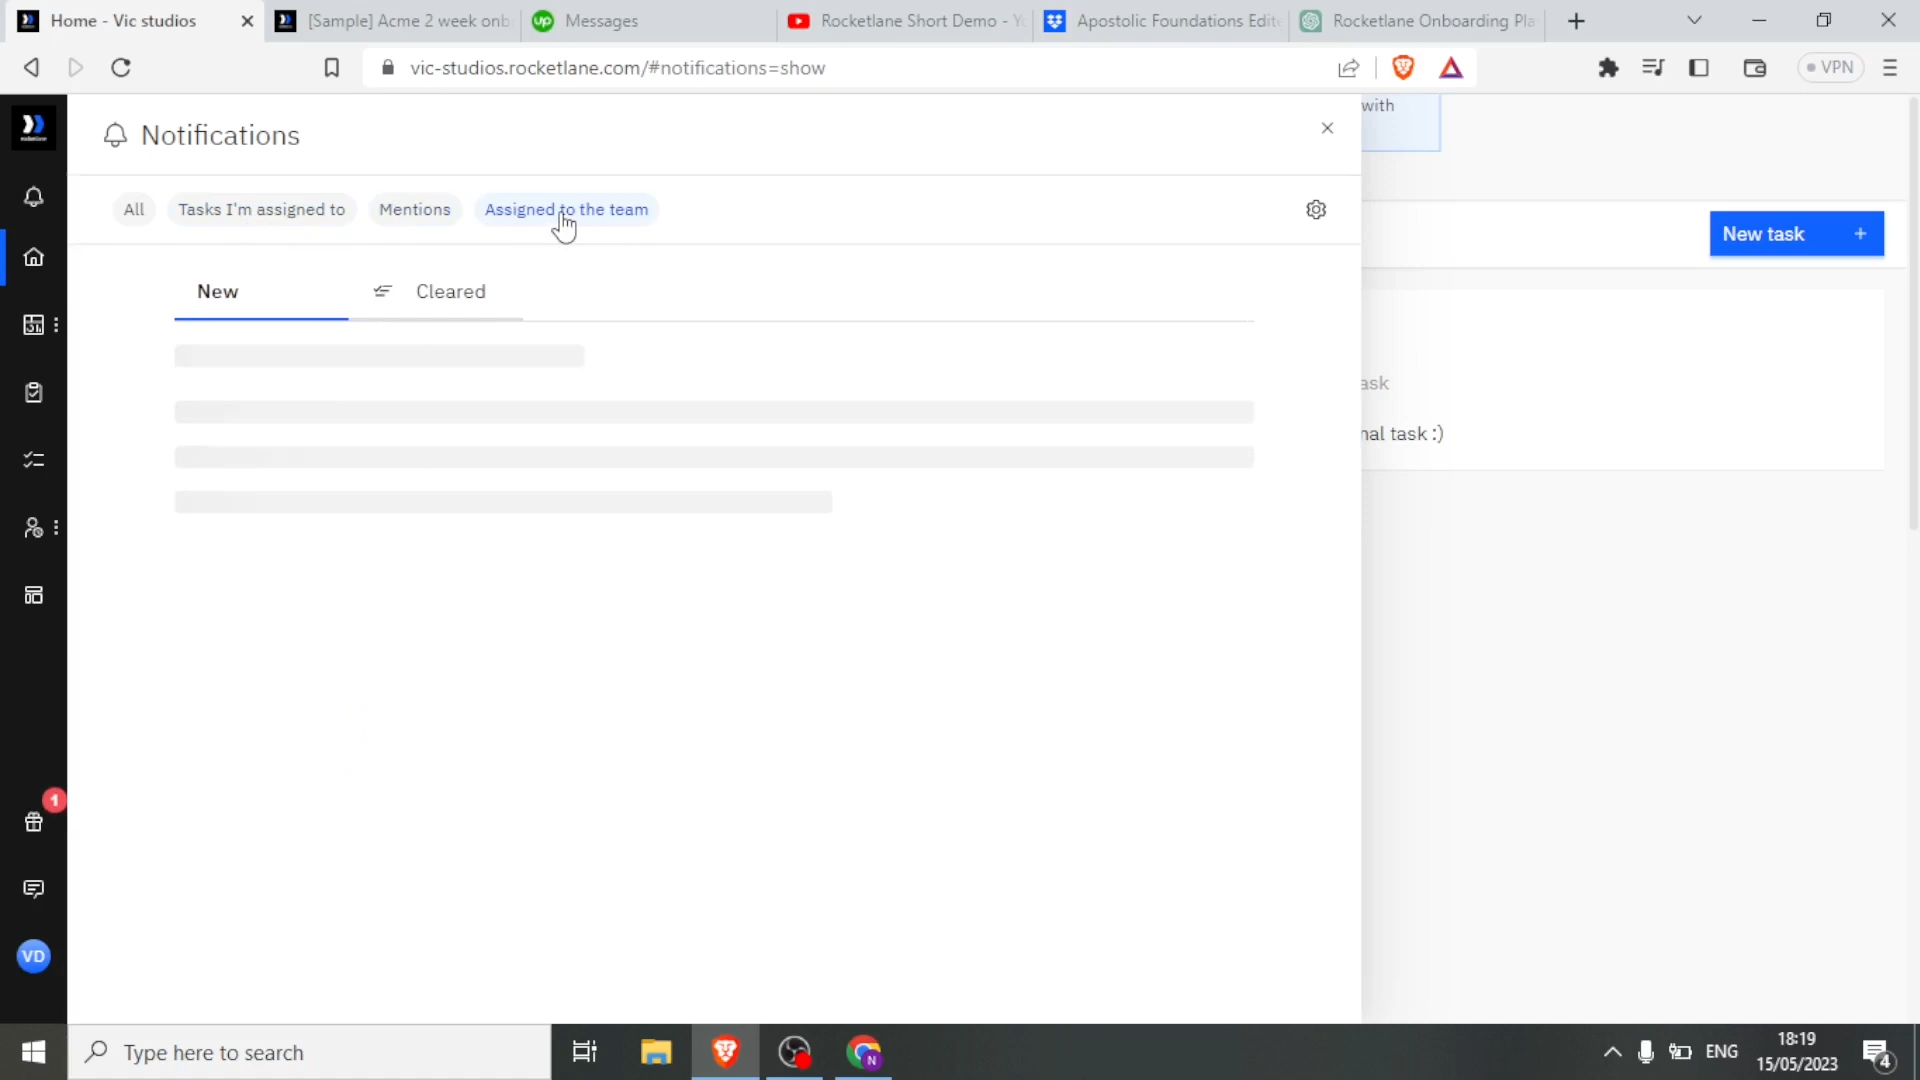 Home - Vic studios
[Sample] Acme 2 week onb
Messages
Rocketlane Short Demo - Yo
Apostolic Foundations Edit
Rocketlane Onboarding Pla
vic-studios.rocketlane.com/#notifications=show
VPN
rocketlane
Notifications
with
All
Tasks I'm assigned to
Mentions
Assigned to the team
New task +
New
Cleared
ask
nal task :)
1
VD
Type here to search
N
ENG
18:19
15/05/2023
4